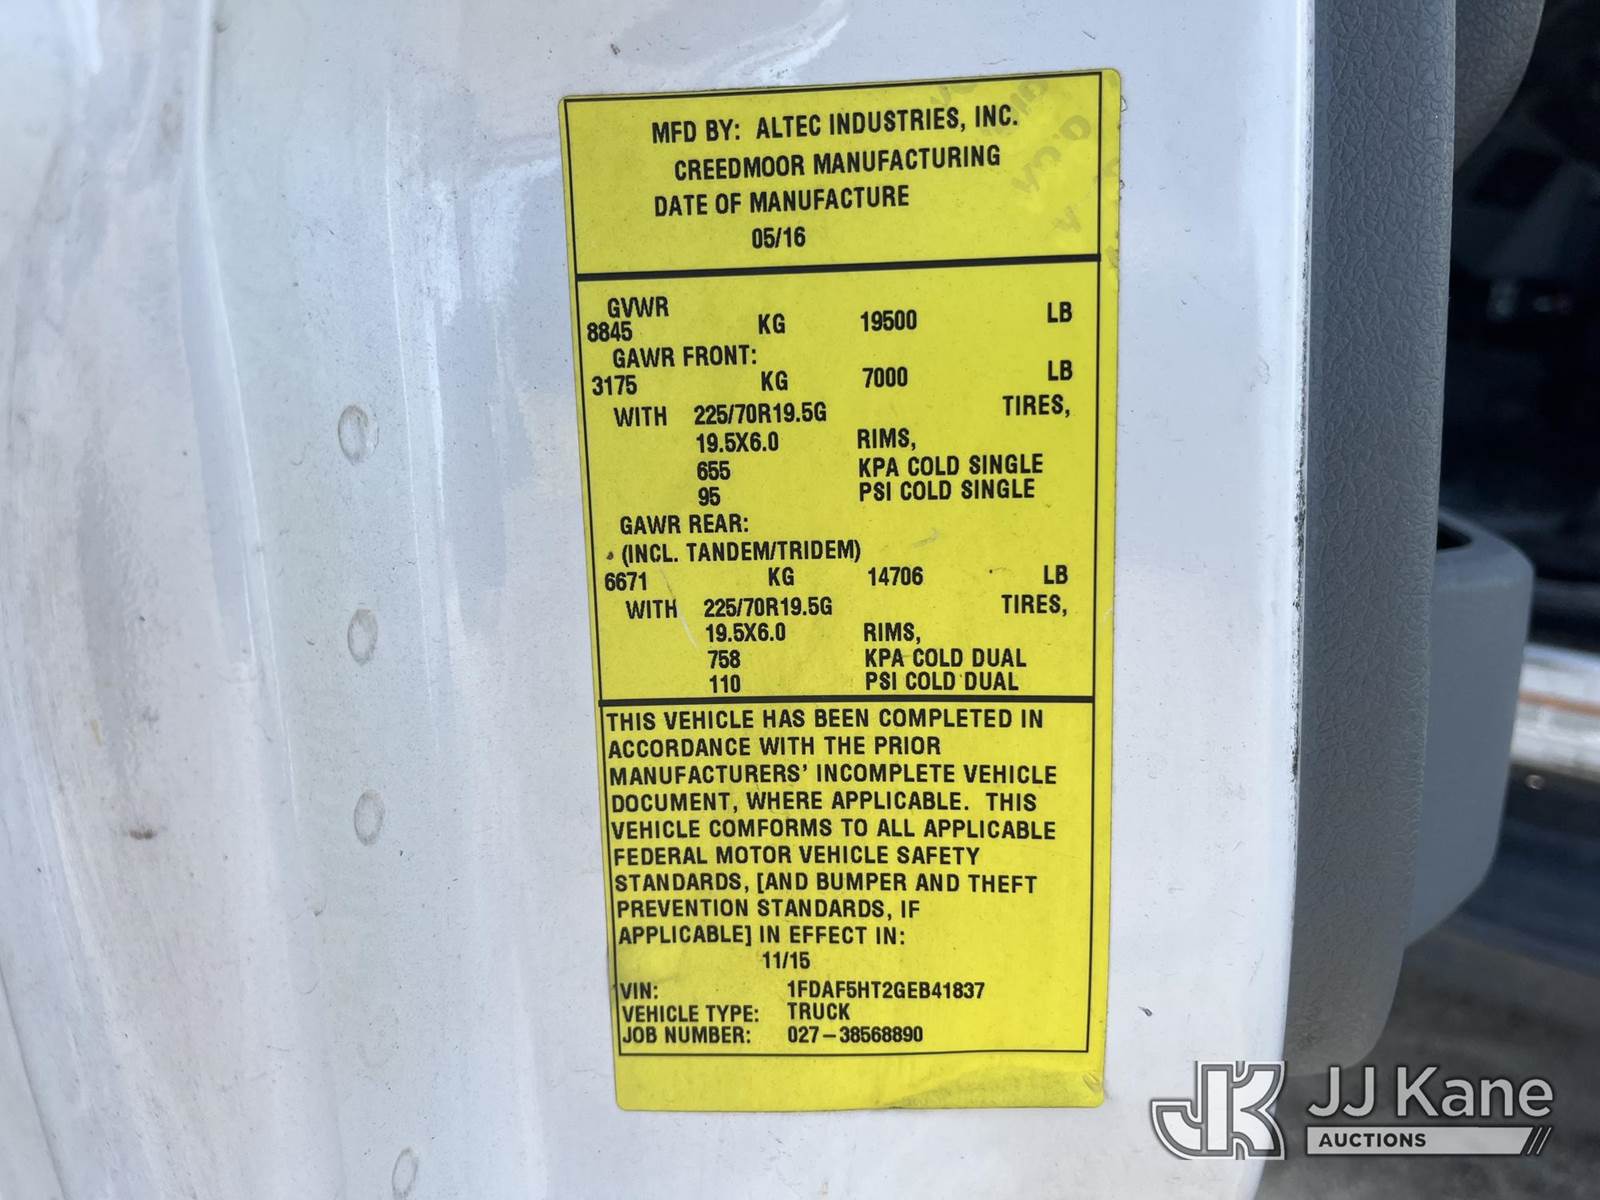 MFD BY: ALTEC INDUSTRIES, INC.
CREEDMOOR MANUFACTURING
DATE OF MANUFACTURE
05/16
GVWR
8845 KG 19500 LB
GAWR FRONT:
3175 KG 7000 LB
WITH 225/70R19.5G TIRES,
19.5X6.0 RIMS,
655 KPA COLD SINGLE
95 PSI COLD SINGLE
GAWR REAR:
(INCL. TANDEM/TRIDEM)
6671 KG 14706 LB
WITH 225/70R19.5G TIRES,
19.5X6.0 RIMS,
758 KPA COLD DUAL
110 PSI COLD DUAL
THIS VEHICLE HAS BEEN COMPLETED IN
ACCORDANCE WITH THE PRIOR
MANUFACTURERS' INCOMPLETE VEHICLE
DOCUMENT, WHERE APPLICABLE. THIS
VEHICLE COMFORMS TO ALL APPLICABLE
FEDERAL MOTOR VEHICLE SAFETY
STANDARDS, [AND BUMPER AND THEFT
PREVENTION STANDARDS, IF
APPLICABLE] IN EFFECT IN:
11/15
VIN: 1FDAF5HT2GEB41837
VEHICLE TYPE: TRUCK
JOB NUMBER: 027-38568890
JK JJ Kane
AUCTIONS